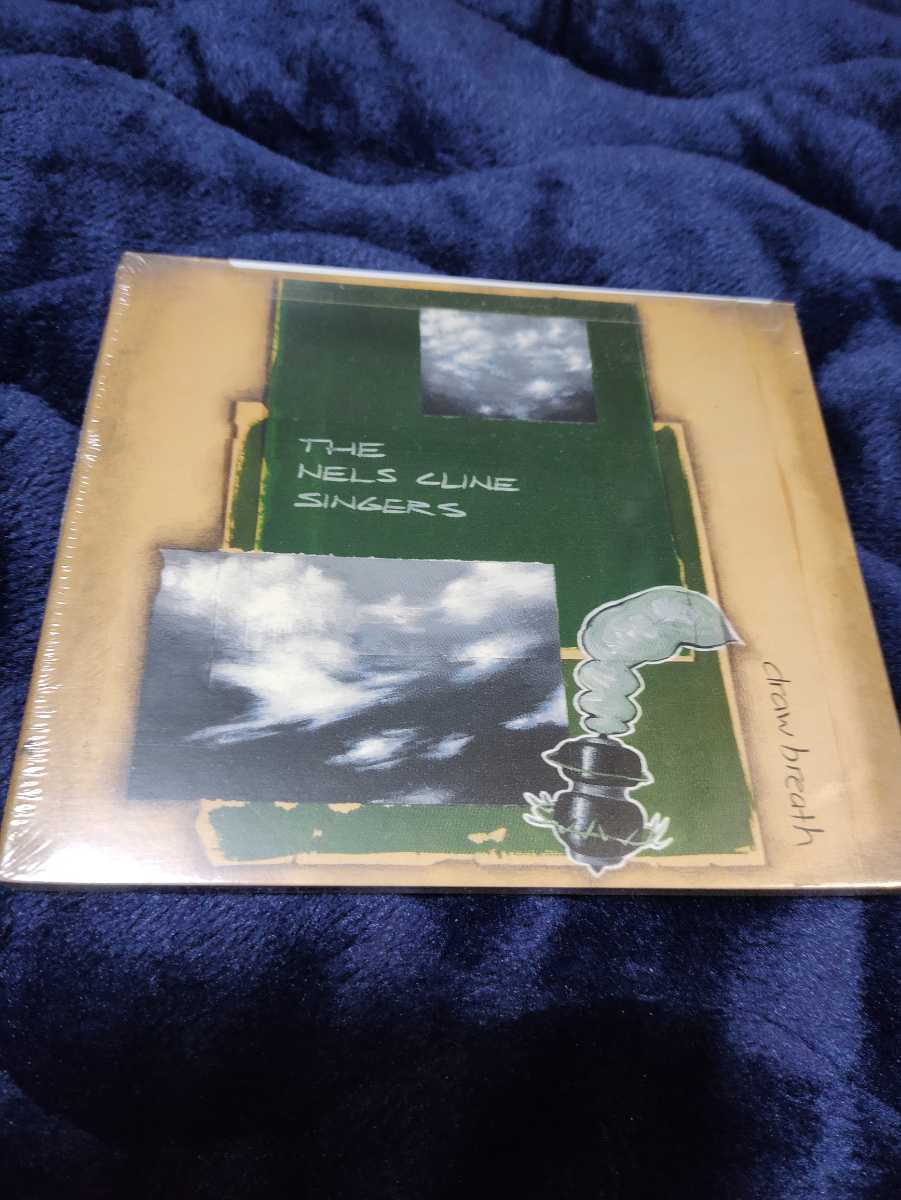 THE
NELS CLINE
SINGERS
draw breath